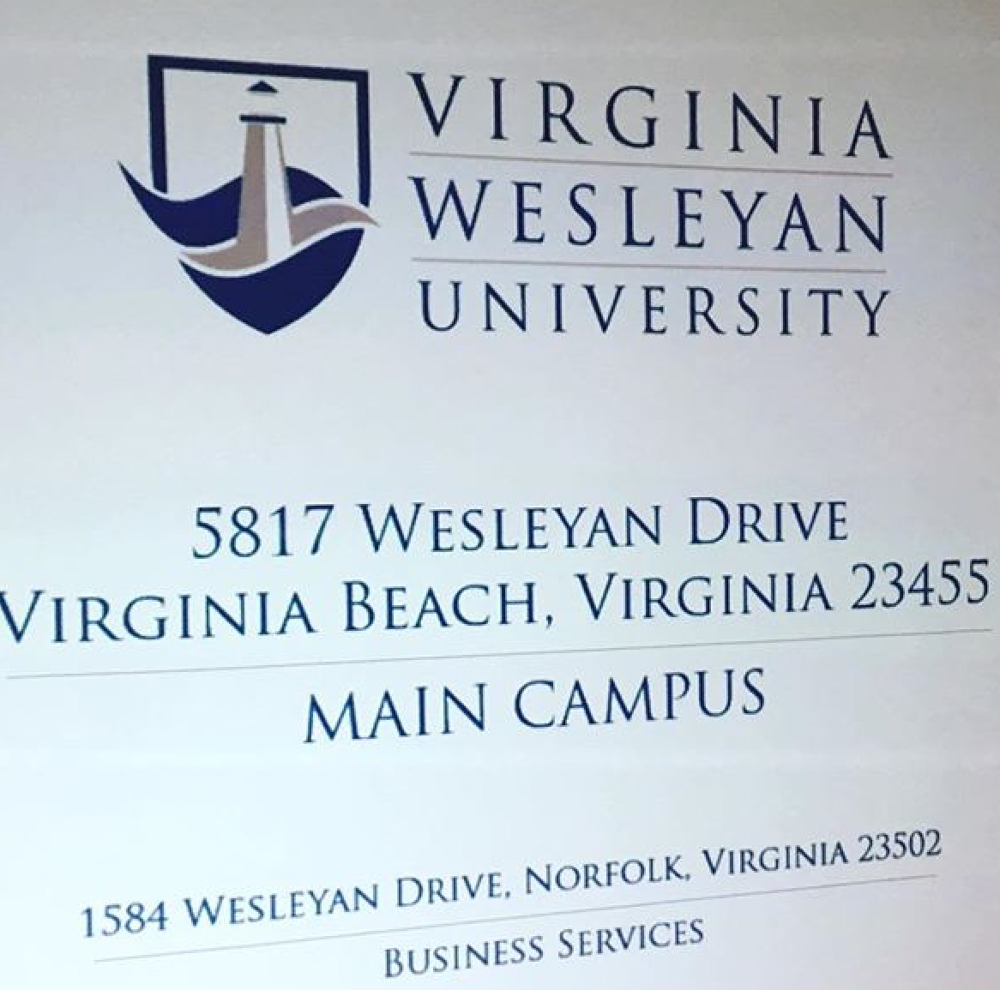 VIRGINIA
WESLEYAN
UNIVERSITY
5817 WESLEYAN DRIVE
VIRGINIA BEACH, VIRGINIA 23455
MAIN CAMPUS
1584 WESLEYAN DRIVE, NORFOLK, VIRGINIA 23502
BUSINESS SERVICES